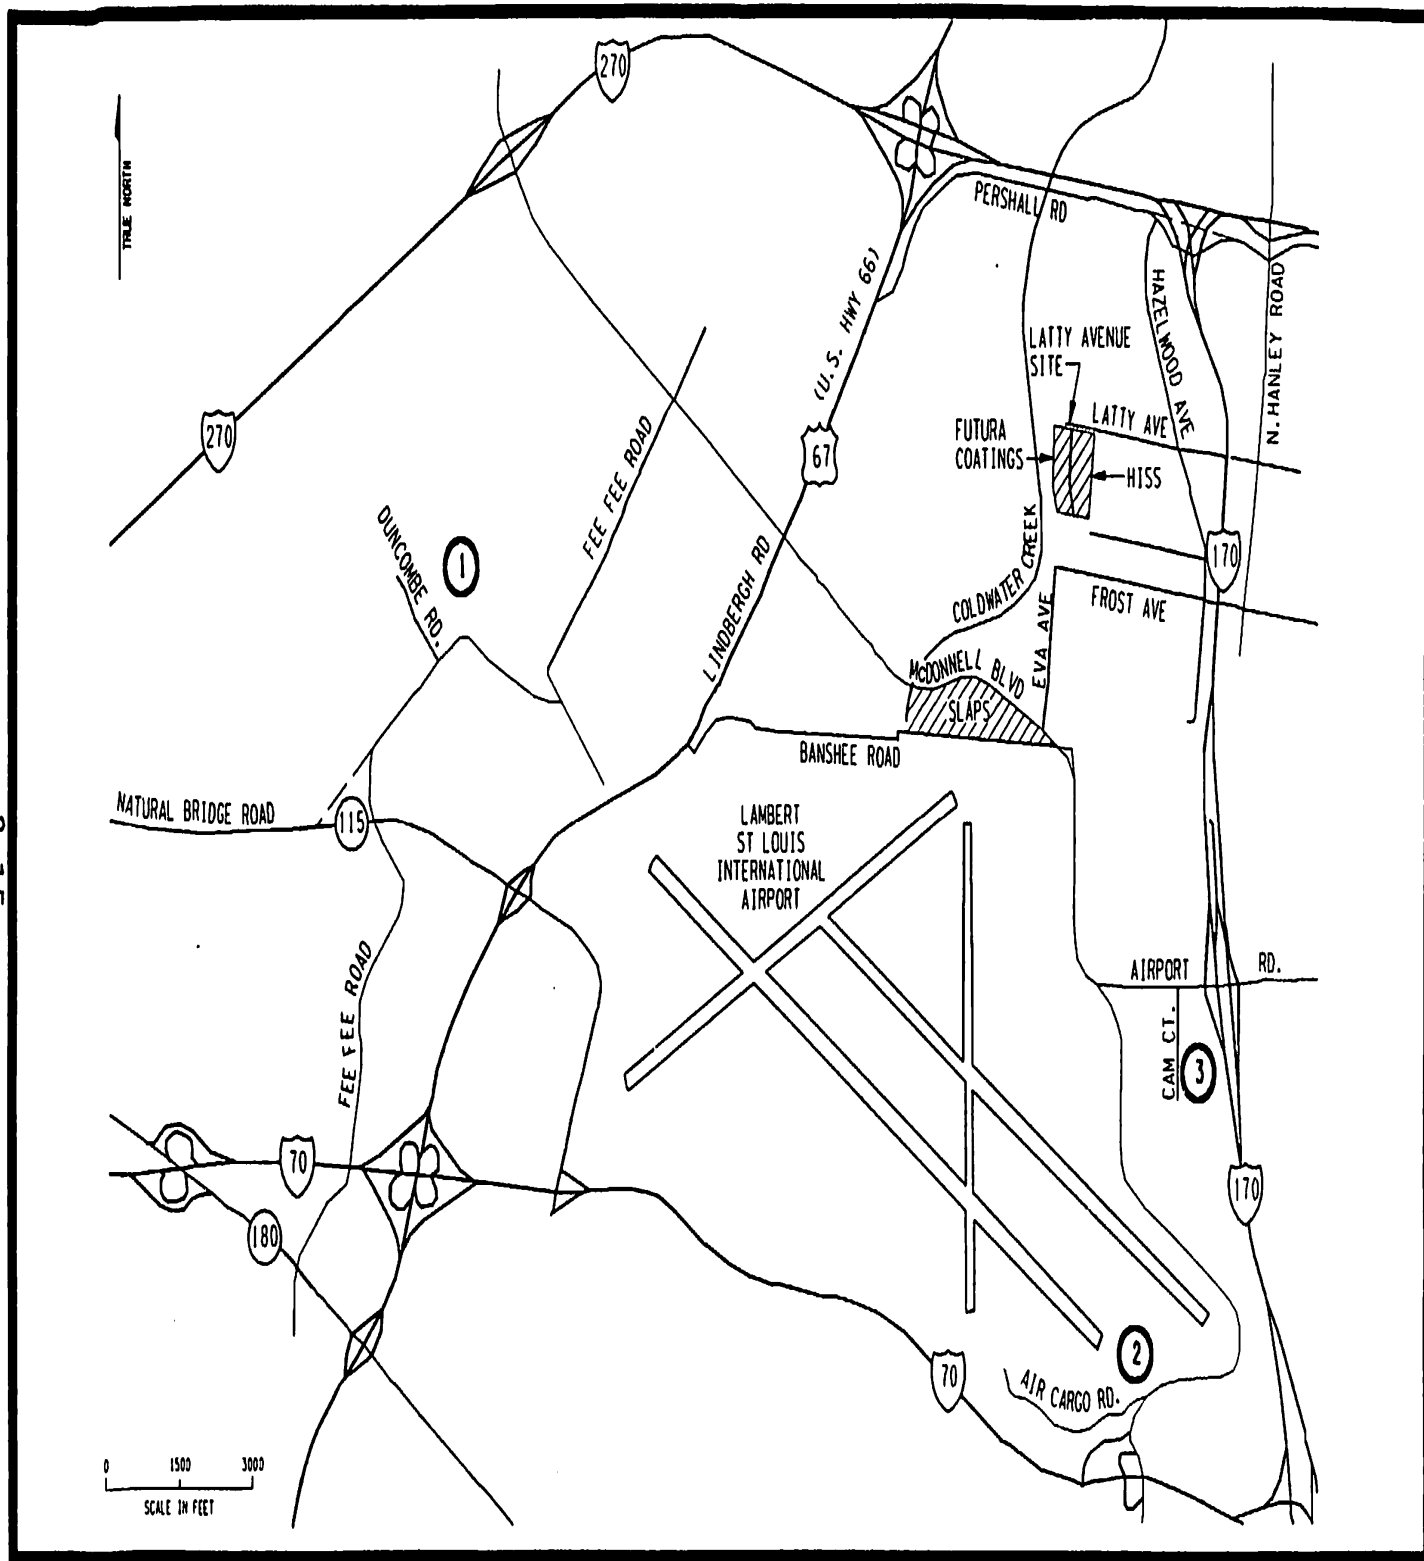 270
TRUE NORTH
PERSHALL RD
(U.S. HWY 66)
HAZELWOOD AVE
N. HANLEY ROAD
LATTY AVENUE
SITE
270
67
FUTURA
COATINGS
LATTY AVE
HISS
FEE FEE ROAD
DUNCOMBE RD.
1
LINDBERGH RD
COLDWATER CREEK
170
FROST AVE
EVA AVE
McDONNELL BLVD
SLAPS
BANSHEE ROAD
NATURAL BRIDGE ROAD
115
LAMBERT
ST LOUIS
INTERNATIONAL
AIRPORT
FEE FEE ROAD
AIRPORT RD.
CAM CT.
3
70
170
180
2
70
AIR CARGO RD.
0 1500 3000
SCALE IN FEET